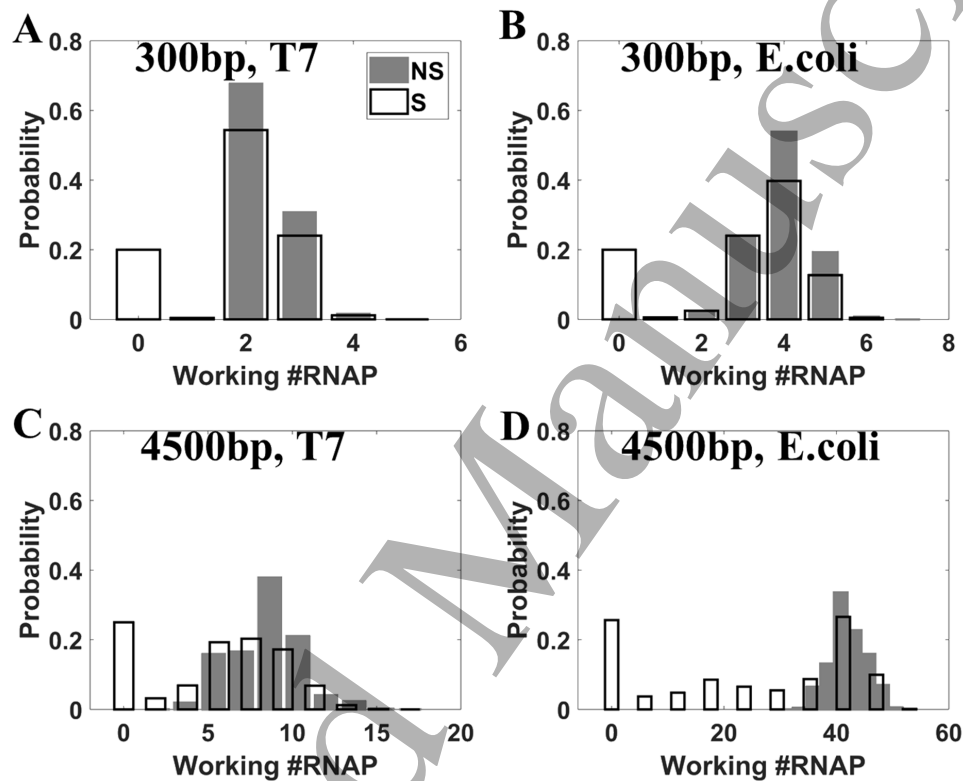 A
300bp, T7
NS
S
0.8
0.6
0.4
0.2
0
Probability
0 2 4 6
Working #RNAP
B
300bp, E.coli
0.8
0.6
0.4
0.2
0
Probability
0 2 4 6 8
Working #RNAP
C
4500bp, T7
0.8
0.6
0.4
0.2
0
Probability
0 5 10 15 20
Working #RNAP
D
4500bp, E.coli
0.8
0.6
0.4
0.2
0
Probability
0 20 40 60
Working #RNAP
d Manusc